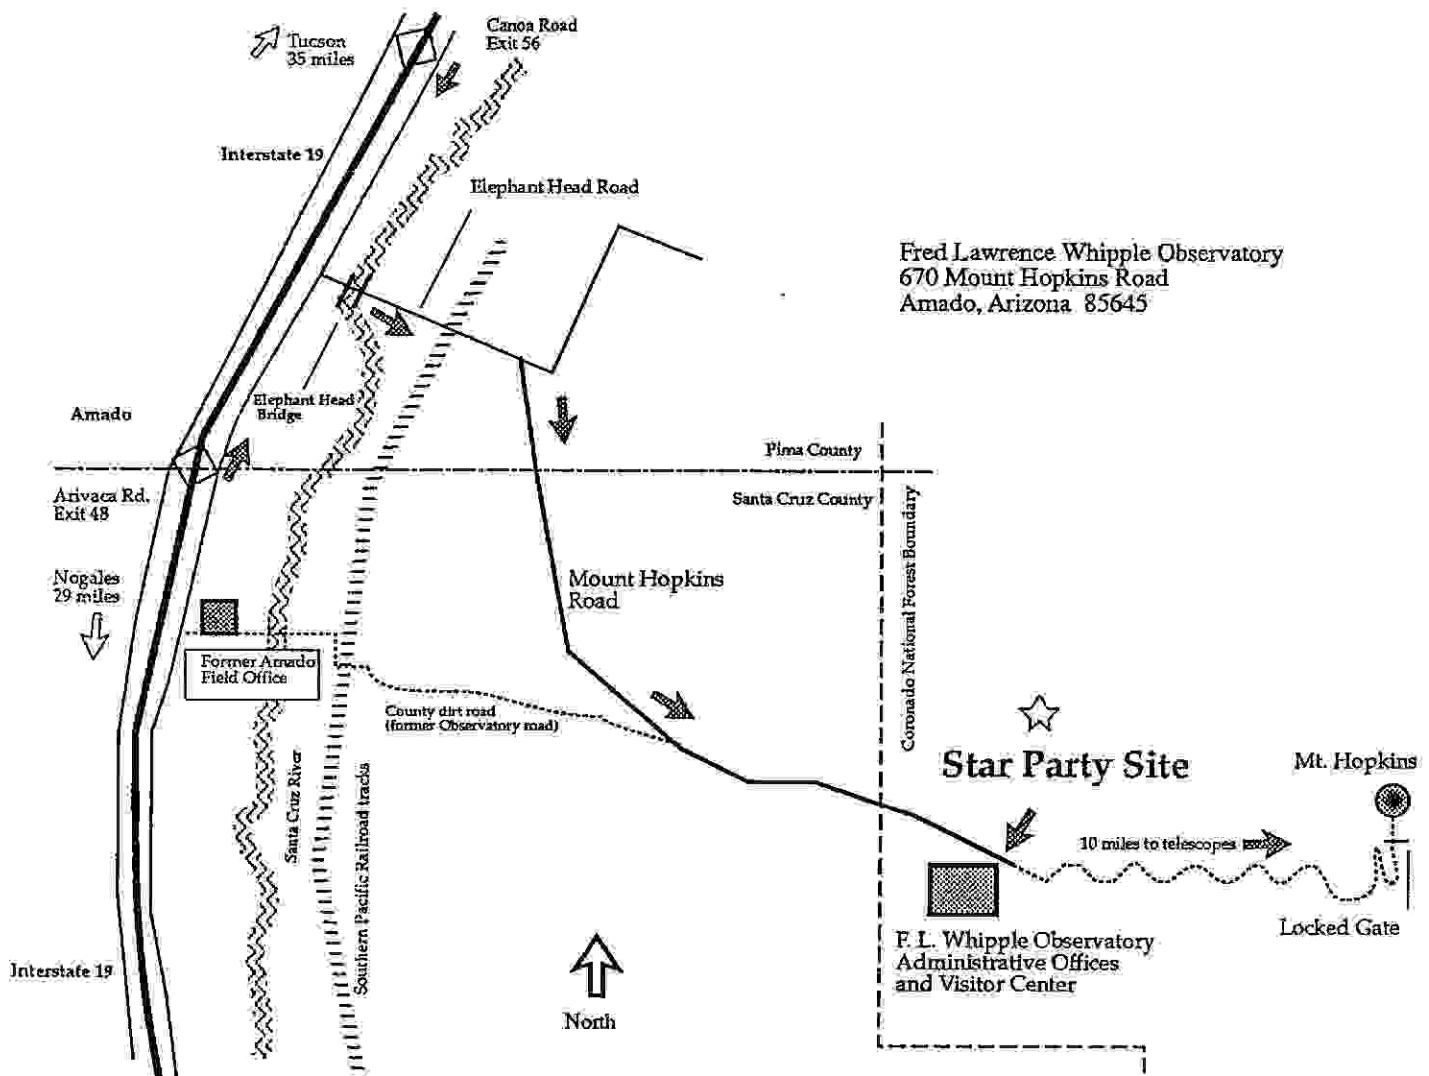 Canoa Road
Exit 56
Tucson
35 miles
Interstate 19
Elephant Head Road
Fred Lawrence Whipple Observatory
670 Mount Hopkins Road
Amado, Arizona 85645
Elephant Head
Bridge
Amado
Pima County
Arivaca Rd.
Exit 48
Santa Cruz County
Coronado National Forest Boundary
Nogales
29 miles
Mount Hopkins
Road
Former Amado
Field Office
County dirt road
(former Observatory road)
Santa Cruz River
Southern Pacific Railroad tracks
Star Party Site
Mt. Hopkins
10 miles to telescopes
Locked Gate
F. L. Whipple Observatory
Administrative Offices
and Visitor Center
Interstate 19
North